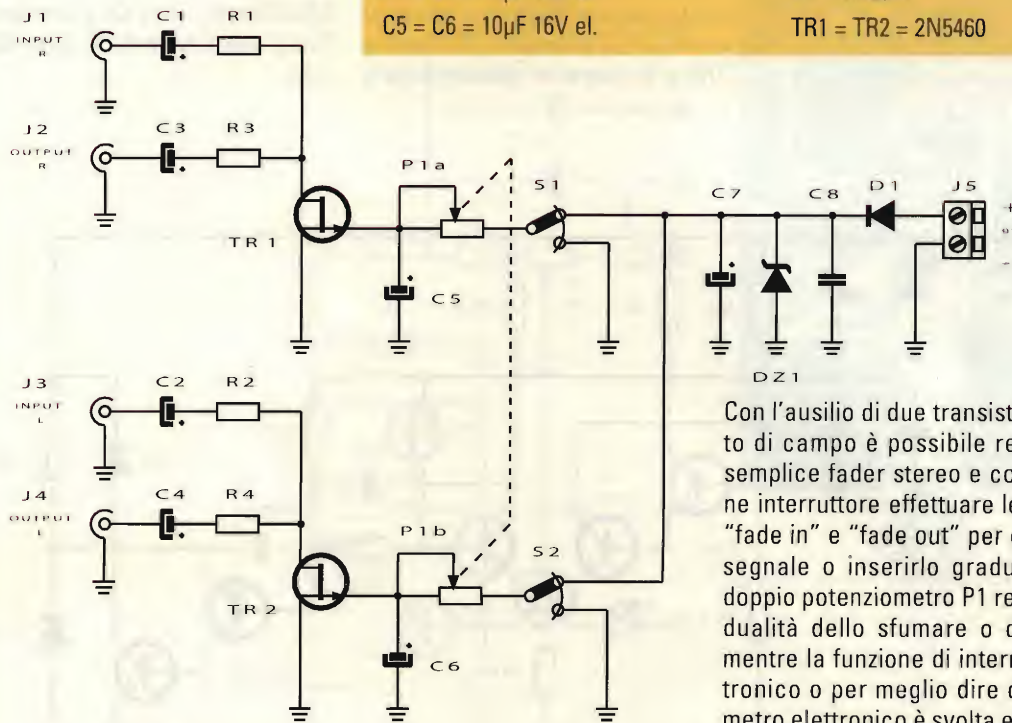 C5 = C6 = 10µF 16V el.
TR1 = TR2 = 2N5460
J1
INPUT
R
C1
R1
J2
OUTPUT
R
C3
R3
TR1
P1a
C5
S1
C7
DZ1
C8
D1
J5
+
-
J3
INPUT
L
C2
R2
J4
OUTPUT
L
C4
R4
TR2
P1b
C6
S2
Con l'ausilio di due transist
to di campo è possibile re
semplice fader stereo e co
ne interruttore effettuare le
"fade in" e "fade out" per
segnale o inserirlo gradu
doppio potenziometro P1 re
dualità dello sfumare o
mentre la funzione di interr
tronico o per meglio dire
metro elettronico è svolta